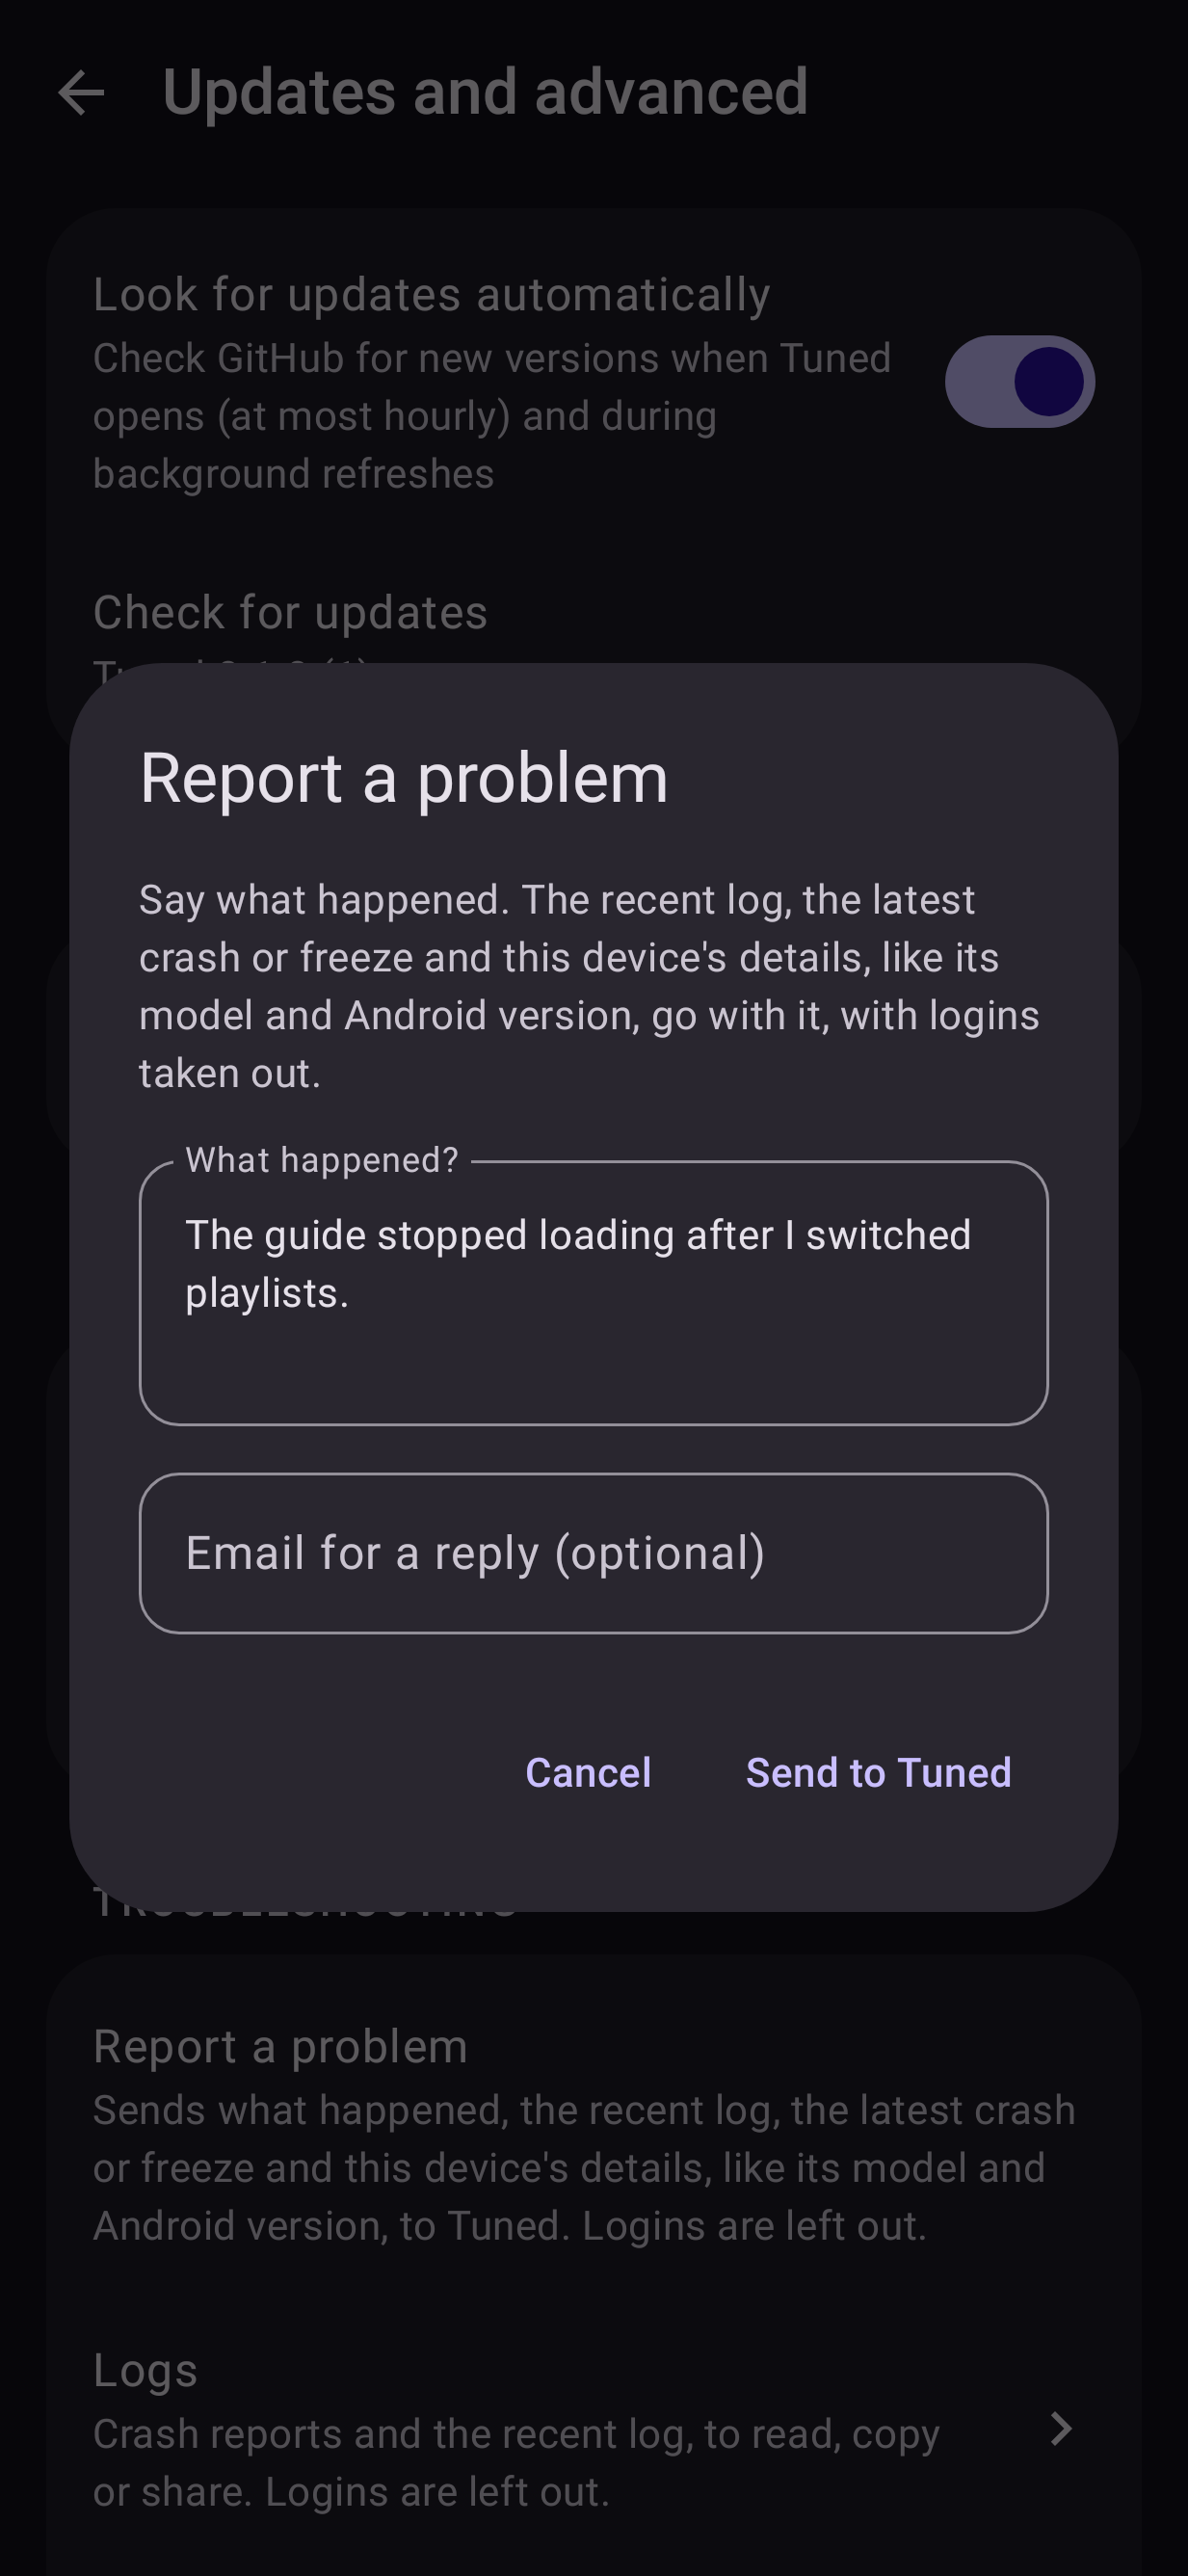 Updates and advanced
Look for updates automatically
Check GitHub for new versions when Tuned
opens (at most hourly) and during
background refreshes
Check for updates
Report a problem
Say what happened. The recent log, the latest
crash or freeze and this device's details, like its
model and Android version, go with it, with logins
taken out.
What happened?
The guide stopped loading after I switched
playlists.
Email for a reply (optional)
Cancel
Send to Tuned
TROUBLESHOOTING
Report a problem
Sends what happened, the recent log, the latest crash
or freeze and this device's details, like its model and
Android version, to Tuned. Logins are left out.
Logs
Crash reports and the recent log, to read, copy
or share. Logins are left out.